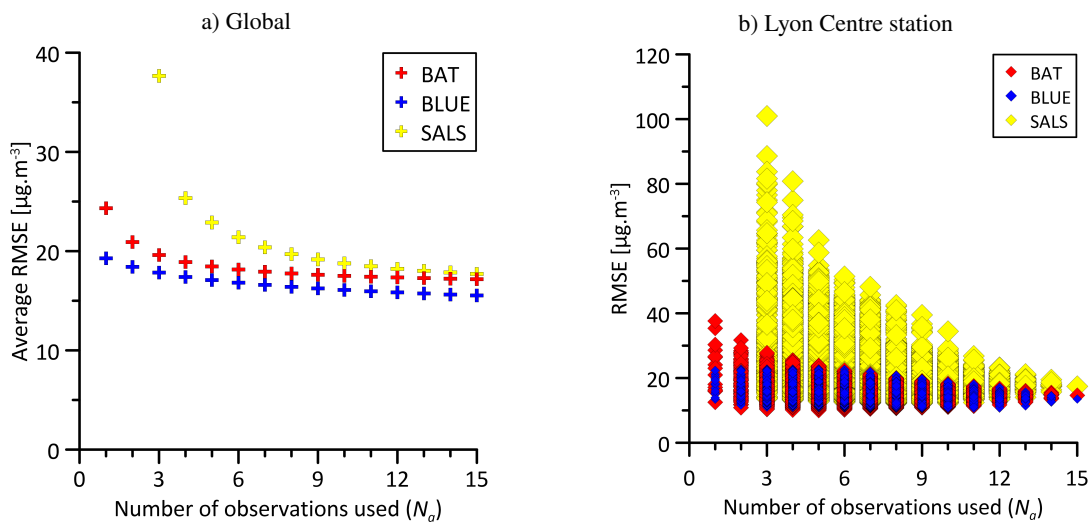 a) Global
40
30
20
10
0
0 3 6 9 12 15
Average RMSE [µg.m⁻³]
Number of observations used (Nₐ)
BAT
BLUE
SALS
b) Lyon Centre station
120
100
80
60
40
20
0
0 3 6 9 12 15
RMSE [µg.m⁻³]
Number of observations used (Nₐ)
BAT
BLUE
SALS